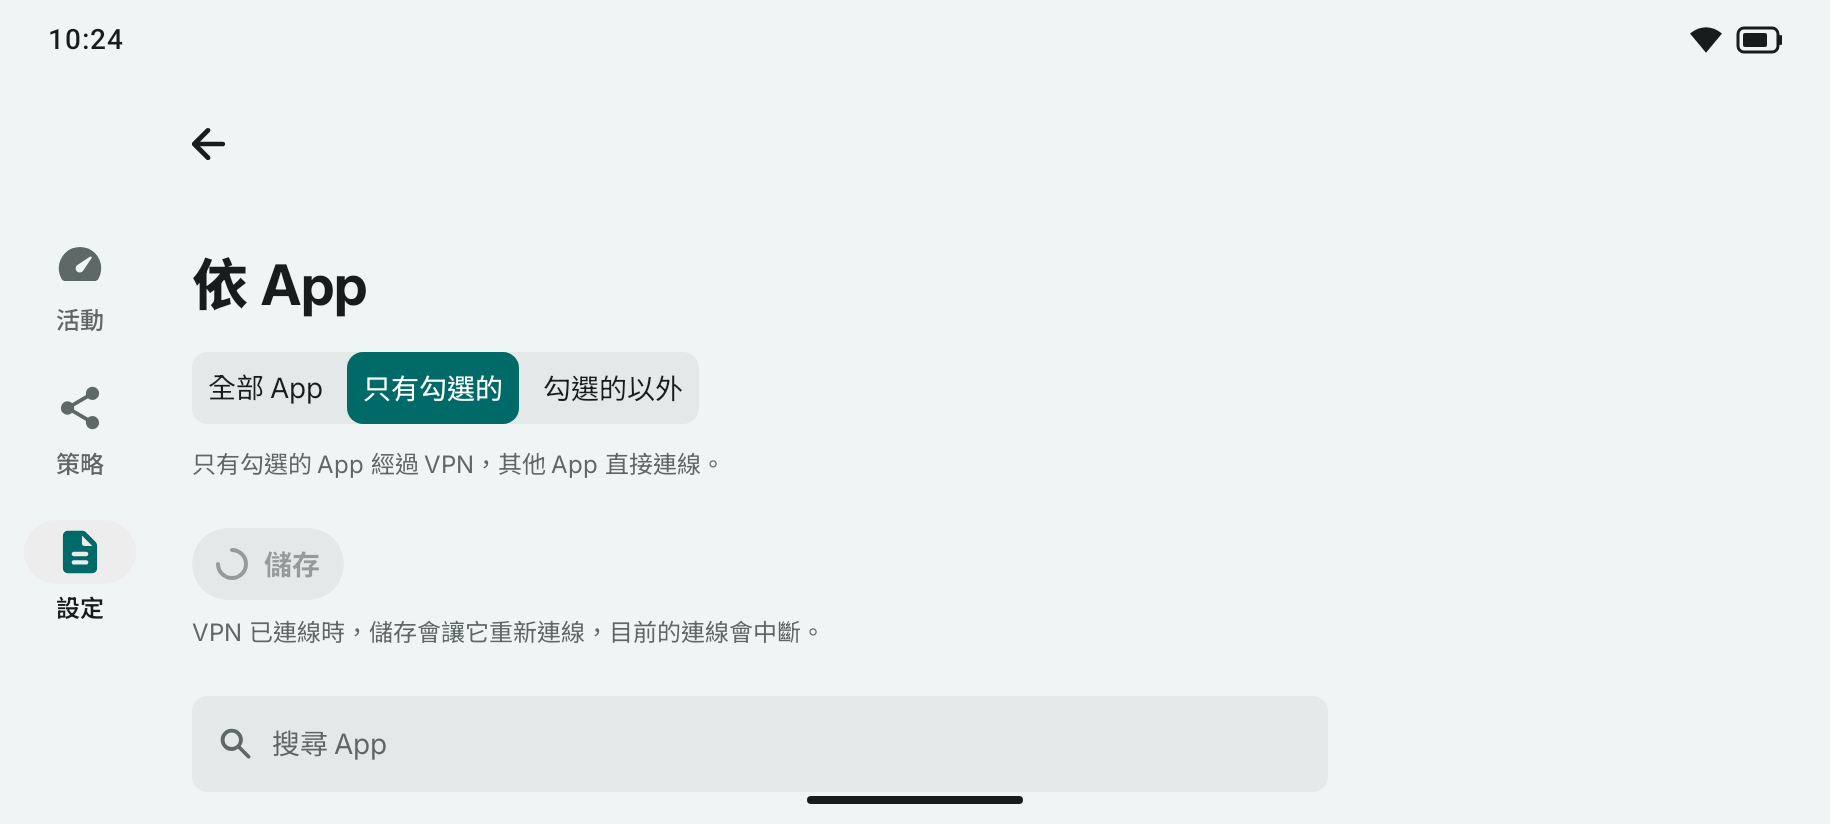 10:24
依 App
全部 App
只有勾選的
勾選的以外
只有勾選的 App 經過 VPN，其他 App 直接連線。
儲存
VPN 已連線時，儲存會讓它重新連線，目前的連線會中斷。
搜尋 App
活動
策略
設定